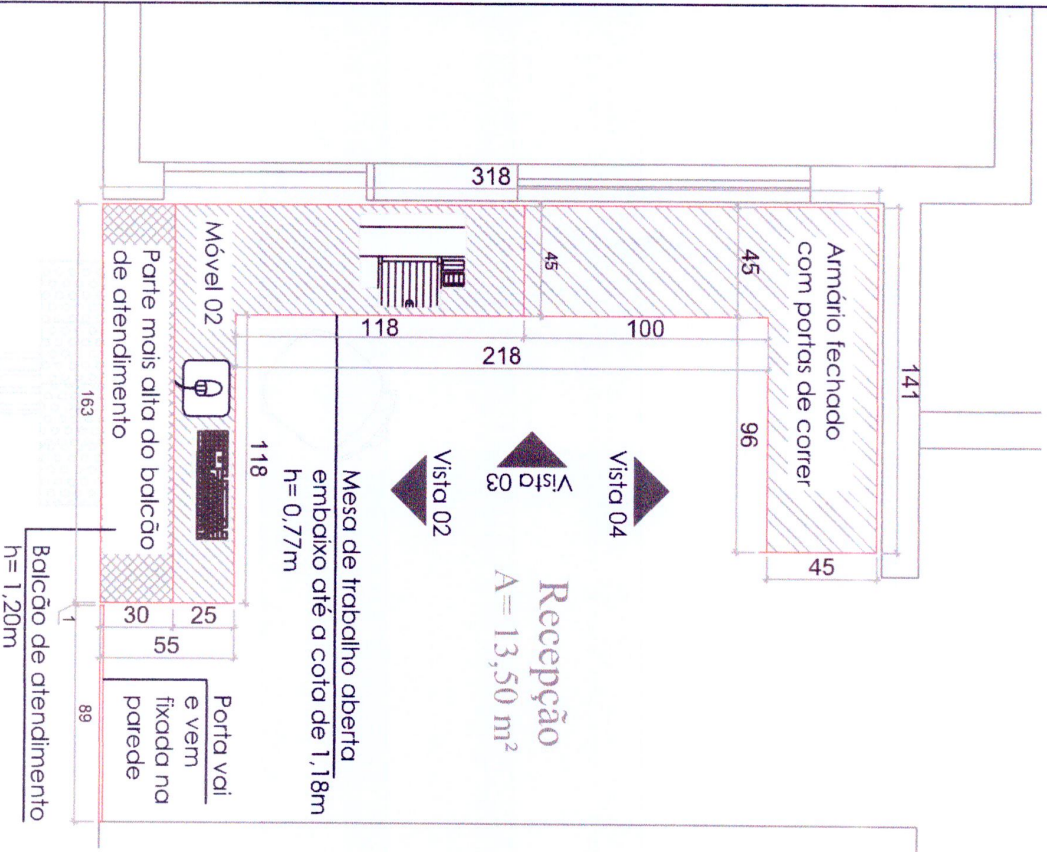 318
Armário fechado
com portas de correr
141
45
45
Móvel 02
Parte mais alta do balcão
de atendimento
118
100
218
96
45
163
118
Vista 02
Vista 03
Vista 04
Mesa de trabalho aberta
embaixo até a cota de 1,18m
h=0,77m
Recepção
A= 13,50 m²
30
25
55
1
89
Balcão de atendimento
h= 1,20m
Porta vai
e vem
fixada na
parede